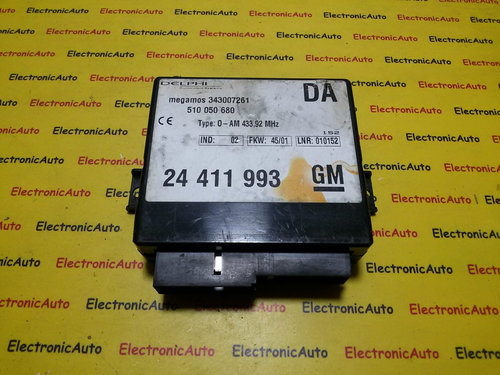 DELPHI
DA
megamos 343007261
510 050 680
CE
Type: O-AM 433,92 MHz
152
IND: 02 FKW: 45/01 LNR: 010152
24 411 993 GM
ElectronicAuto